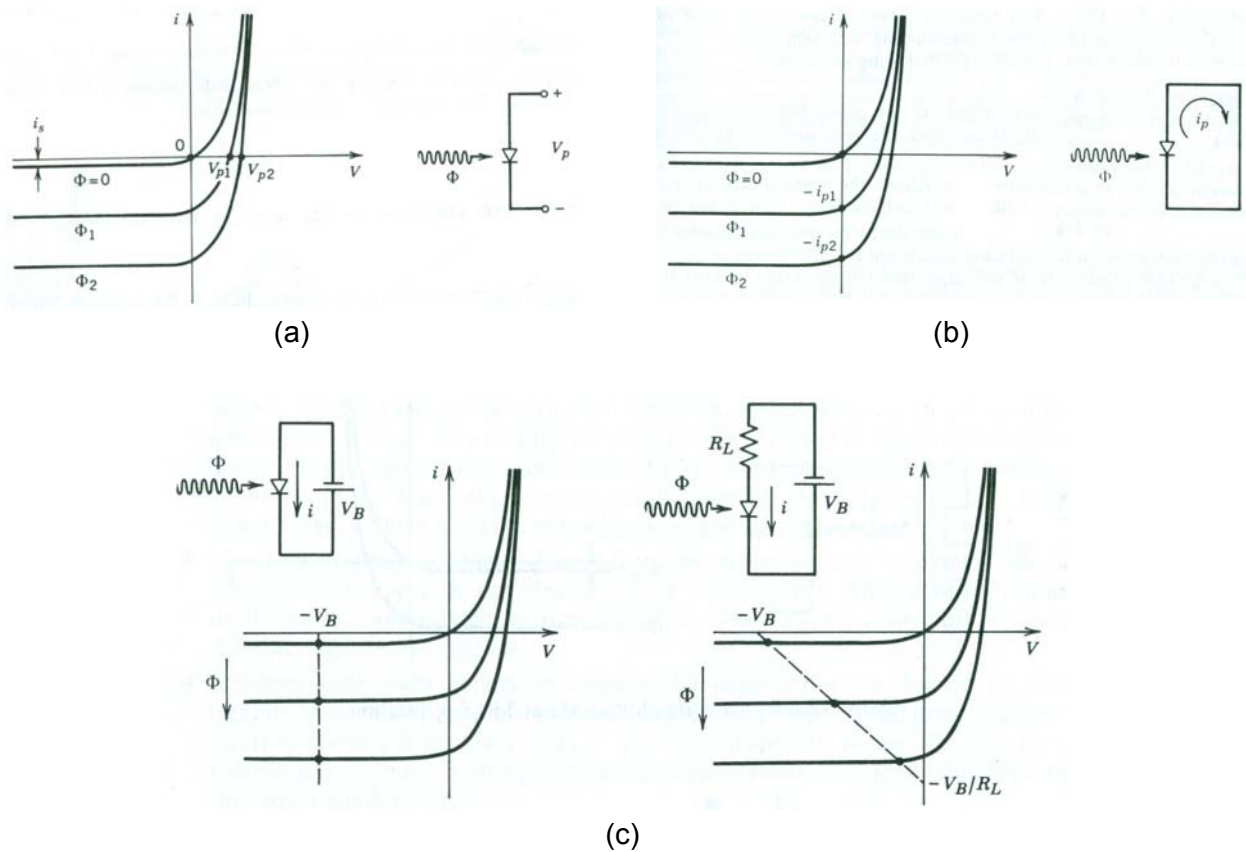 i
i_s
0
V_p1
V_p2
V
Φ=0
Φ_1
Φ_2
Φ
+
V_p
−
(a)
i
V
Φ=0
−i_p1
Φ_1
−i_p2
Φ_2
Φ
i_p
(b)
Φ
i
V_B
i
−V_B
V
Φ
R_L
Φ
i
V_B
i
−V_B
V
Φ
−V_B/R_L
(c)